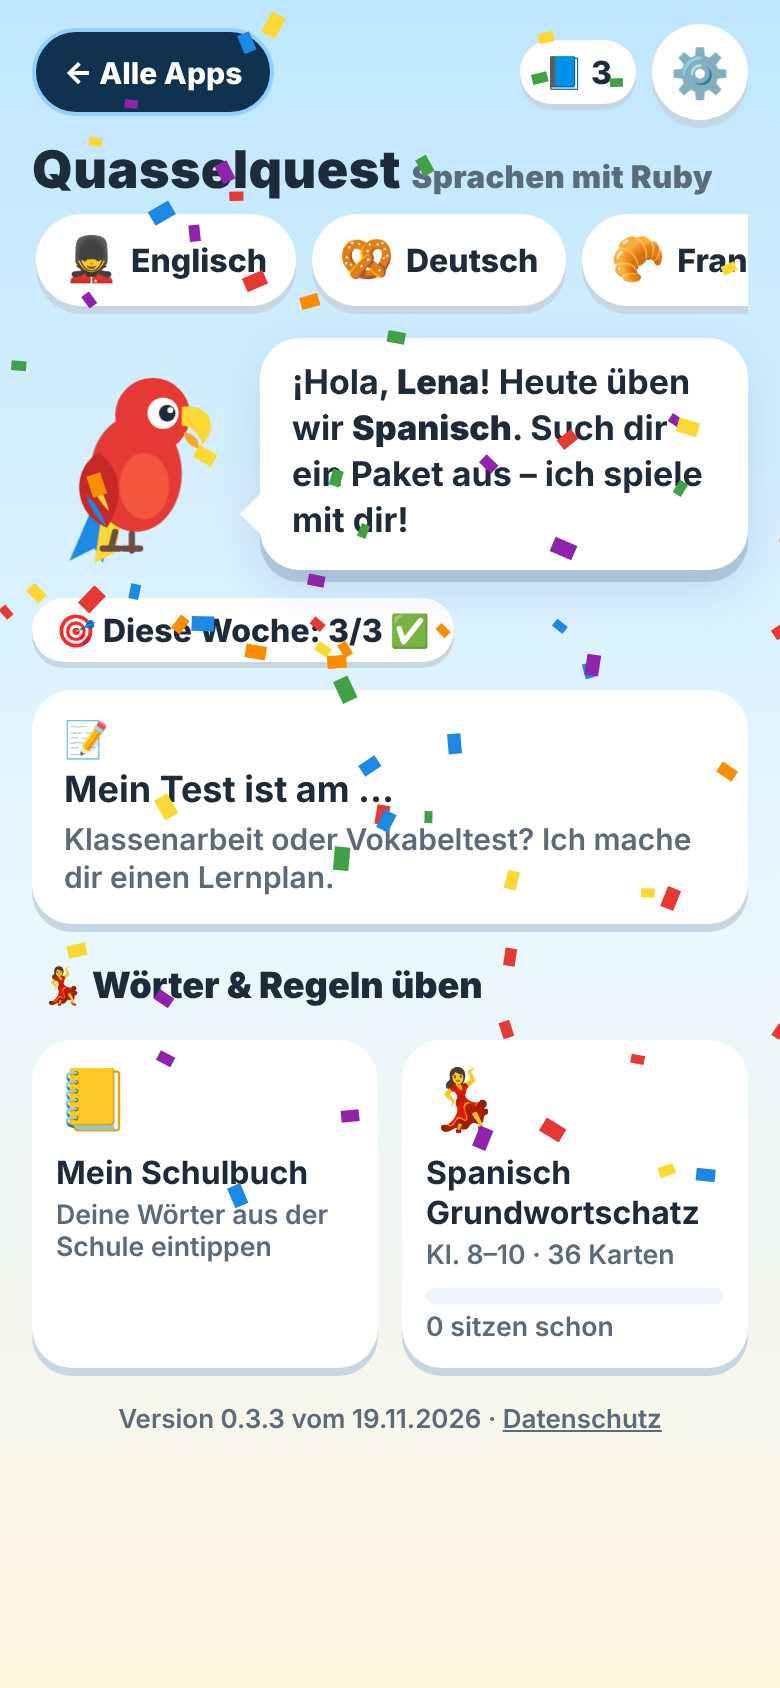 ← Alle Apps
3
Quasselquest Sprachen mit Ruby
Englisch
Deutsch
Fran
¡Hola, Lena! Heute üben
wir Spanisch. Such dir
ein Paket aus – ich spiele
mit dir!
Diese Woche: 3/3
Mein Test ist am …
Klassenarbeit oder Vokabeltest? Ich mache
dir einen Lernplan.
Wörter & Regeln üben
Mein Schulbuch
Deine Wörter aus der
Schule eintippen
Spanisch
Grundwortschatz
Kl. 8–10 · 36 Karten
0 sitzen schon
Version 0.3.3 vom 19.11.2026 · Datenschutz